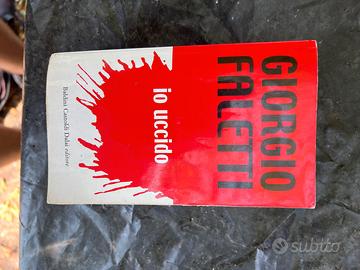 GIORGIO
FALETTI
io uccido
Baldini Castoldi Dalai editore
subito